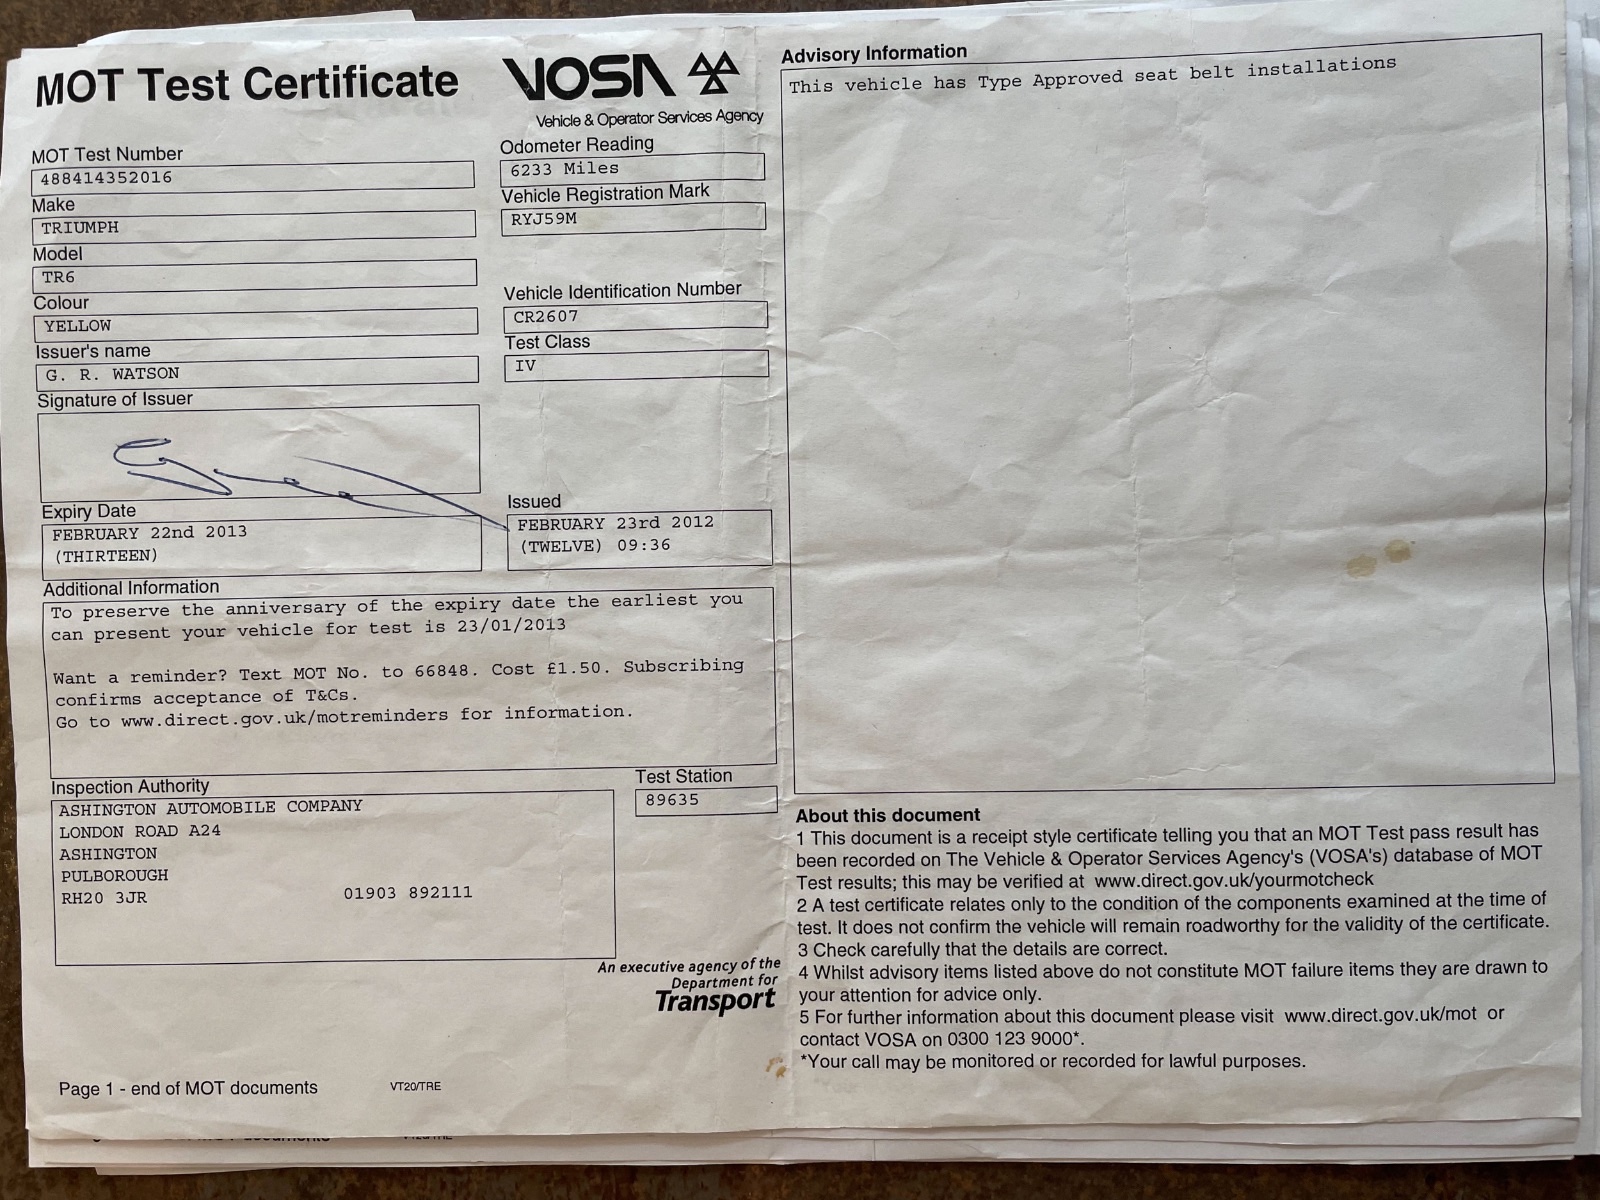 MOT Test Certificate
VOSA
Vehicle & Operator Services Agency
MOT Test Number
488414352016
Make
TRIUMPH
Model
TR6
Colour
YELLOW
Issuer's name
G. R. WATSON
Signature of Issuer
Odometer Reading
6233 Miles
Vehicle Registration Mark
RYJ59M
Vehicle Identification Number
CR2607
Test Class
IV
Expiry Date
FEBRUARY 22nd 2013
(THIRTEEN)
Issued
FEBRUARY 23rd 2012
(TWELVE) 09:36
Additional Information
To preserve the anniversary of the expiry date the earliest you
can present your vehicle for test is 23/01/2013
Want a reminder? Text MOT No. to 66848. Cost £1.50. Subscribing
confirms acceptance of T&Cs.
Go to www.direct.gov.uk/motreminders for information.
Inspection Authority
ASHINGTON AUTOMOBILE COMPANY
LONDON ROAD A24
ASHINGTON
PULBOROUGH
RH20 3JR 01903 892111
Test Station
89635
An executive agency of the
Department for
Transport
Page 1 - end of MOT documents VT20/TRE
Advisory Information
This vehicle has Type Approved seat belt installations
About this document
1 This document is a receipt style certificate telling you that an MOT Test pass result has
been recorded on The Vehicle & Operator Services Agency's (VOSA's) database of MOT
Test results; this may be verified at www.direct.gov.uk/yourmotcheck
2 A test certificate relates only to the condition of the components examined at the time of
test. It does not confirm the vehicle will remain roadworthy for the validity of the certificate.
3 Check carefully that the details are correct.
4 Whilst advisory items listed above do not constitute MOT failure items they are drawn to
your attention for advice only.
5 For further information about this document please visit www.direct.gov.uk/mot or
contact VOSA on 0300 123 9000*.
*Your call may be monitored or recorded for lawful purposes.